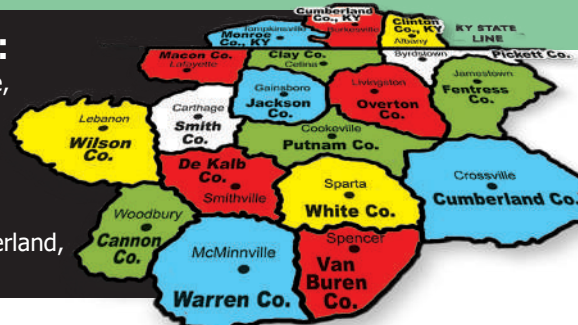 Cumberland
Co., KY
Burkesville
Tompkinsville
Monroe
Co., KY
Clinton
Co., KY
Albany
KY STATE
LINE
:
e,
erland,
Macon Co.
Lafayette
Clay Co.
Celina
Byrdstown
Pickett Co.
Jamestown
Fentress
Co.
Gainsboro
Jackson
Co.
Livingston
Overton
Co.
Carthage
Smith
Co.
Lebanon
Wilson
Co.
Cookeville
Putnam Co.
De Kalb
Co.
Smithville
Sparta
White Co.
Crossville
Cumberland Co.
Woodbury
Cannon
Co.
McMinnville
Warren Co.
Spencer
Van
Buren
Co.